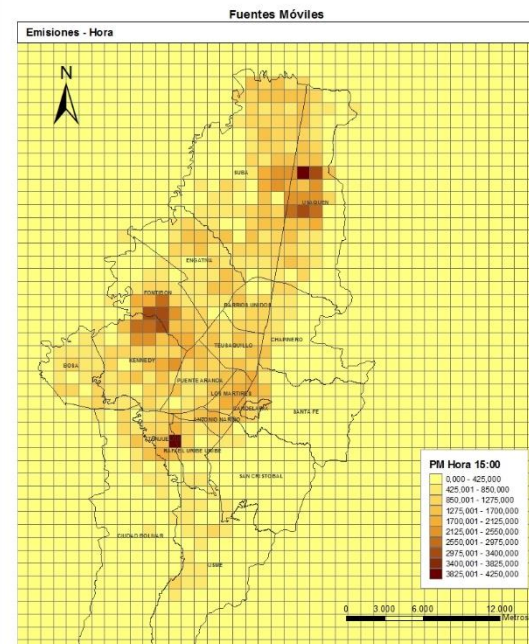 Fuentes Móviles
Emisiones - Hora
N
SUBA
USAQUEN
ENGATIVA
FONTIBON
BARRIOS UNIDOS
TEUSAQUILLO
CHAPINERO
BOSA
KENNEDY
PUENTE ARANDA
LOS MARTIRES
CANDELARIA
SANTA FE
ANTONIO NARIÑO
RAFAEL URIBE URIBE
SAN CRISTOBAL
CIUDAD BOLIVAR
USME
PM Hora 15:00
0,000 - 425,000
425,001 - 850,000
850,001 - 1275,000
1275,001 - 1700,000
1700,001 - 2125,000
2125,001 - 2550,000
2550,001 - 2975,000
2975,001 - 3400,000
3400,001 - 3825,000
3825,001 - 4250,000
0 3 000 6 000 12 000
Metros